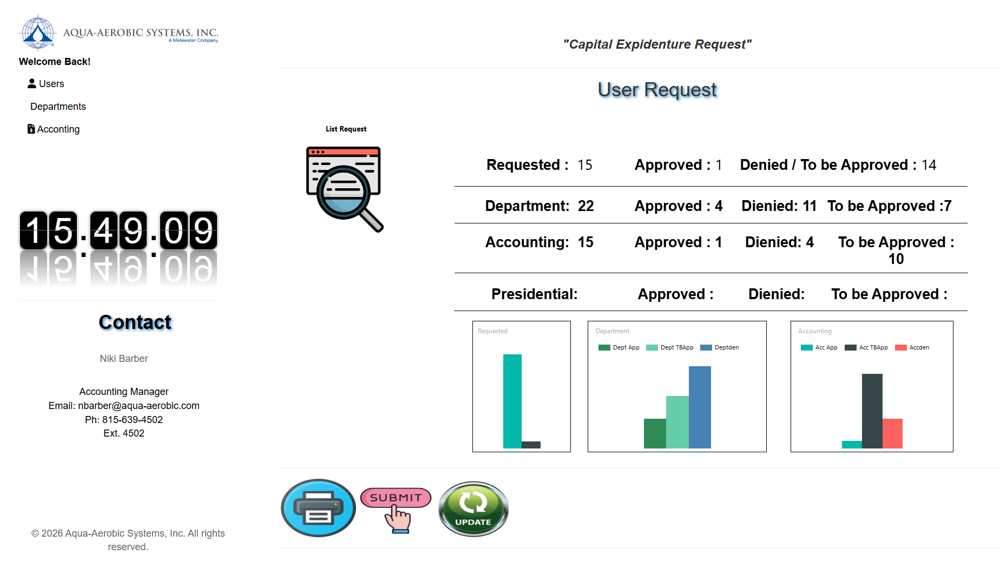 AQUA-AEROBIC SYSTEMS, INC.
A Metawater Company
Welcome Back!
Users
Departments
Acconting
15.49.09
Contact
Niki Barber
Accounting Manager
Email: nbarber@aqua-aerobic.com
Ph: 815-639-4502
Ext. 4502
© 2026 Aqua-Aerobic Systems, Inc. All rights
reserved.
"Capital Expidenture Request"
User Request
List Request
Requested : 15 Approved : 1 Denied / To be Approved : 14
Department: 22 Approved : 4 Dienied: 11 To be Approved :7
Accounting: 15 Approved : 1 Dienied: 4 To be Approved :
10
Presidential: Approved : Dienied: To be Approved :
Requested
Department
Dept App Dept TBApp Deptden
Accounting
Acc App Acc TBApp Accden
SUBMIT
UPDATE